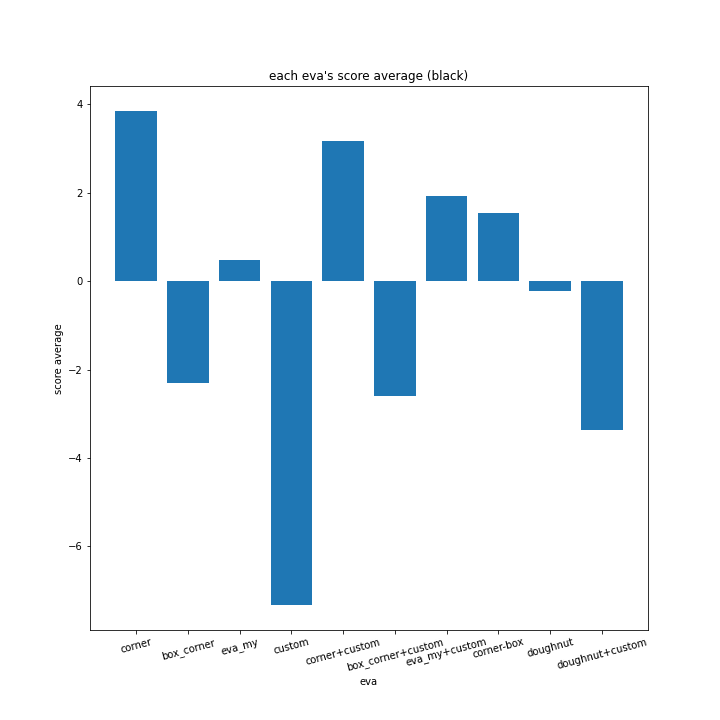 each eva's score average (black)
4
2
0
−2
−4
−6
score average
corner
box_corner
eva_my
custom
corner+custom
box_corner+custom
eva_my+custom
corner-box
doughnut
doughnut+custom
eva